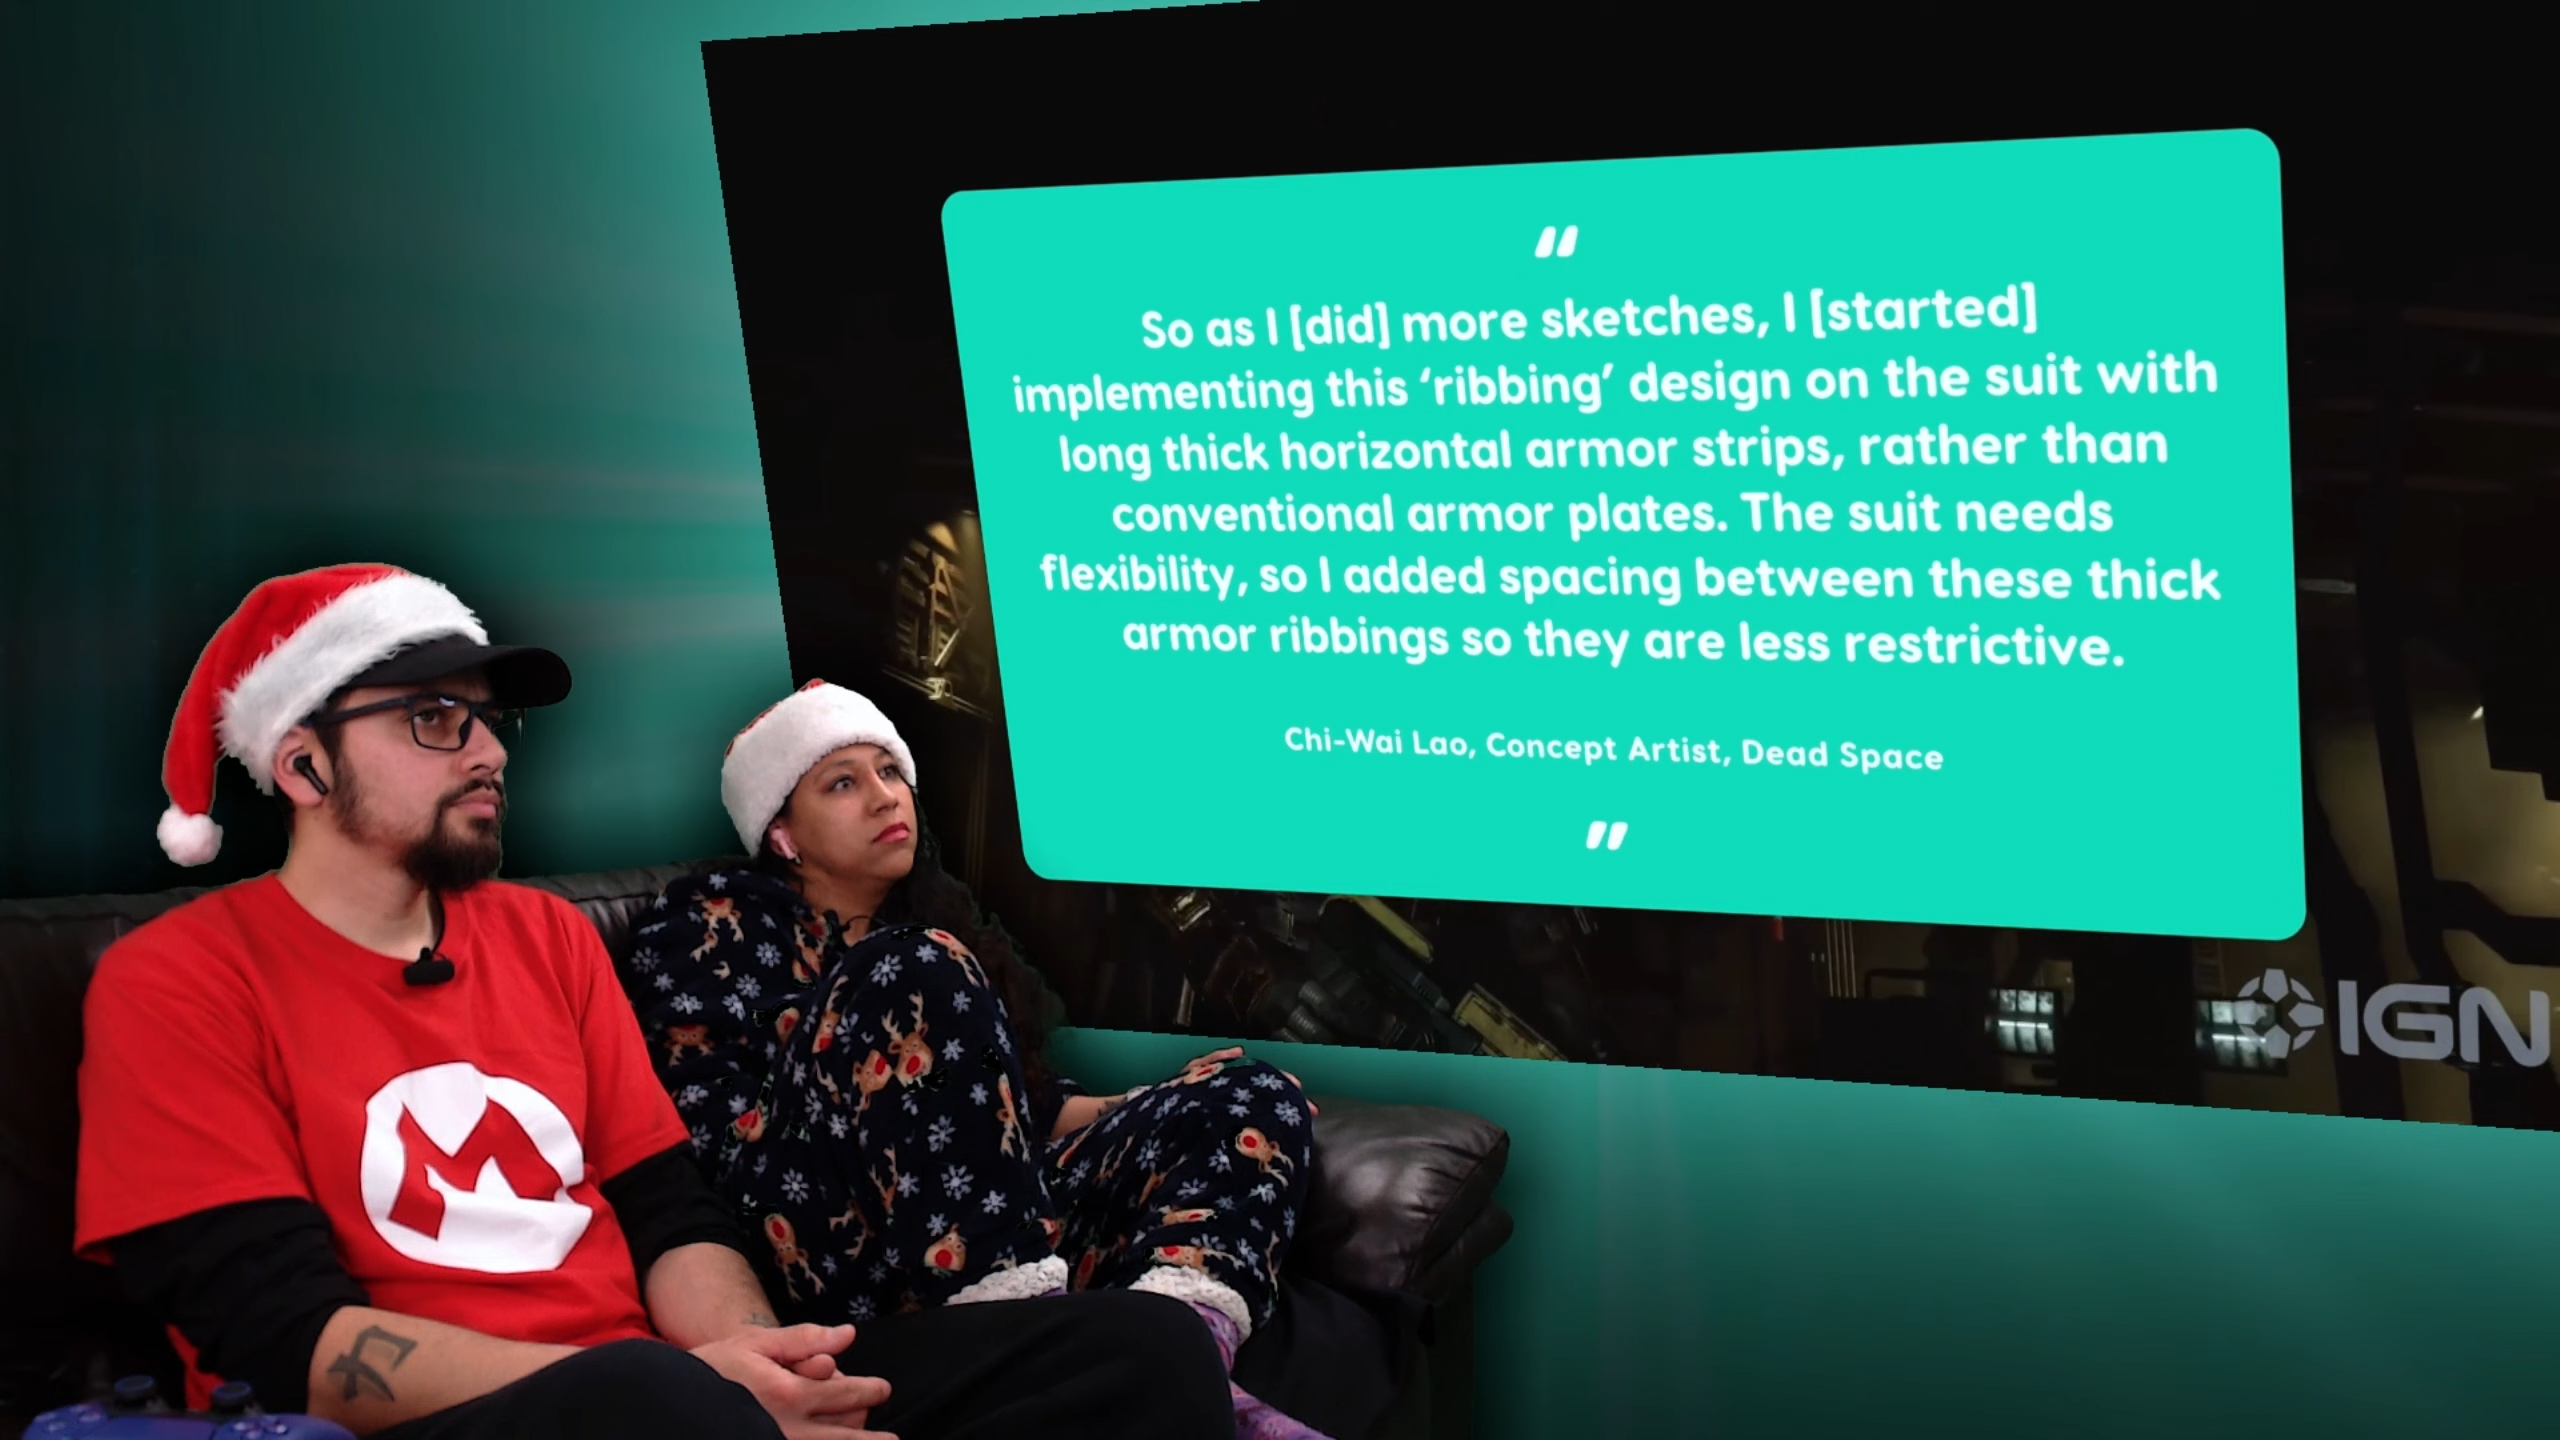 “
So as I [did] more sketches, I [started]
implementing this ‘ribbing’ design on the suit with
long thick horizontal armor strips, rather than
conventional armor plates. The suit needs
flexibility, so I added spacing between these thick
armor ribbings so they are less restrictive.
Chi-Wai Lao, Concept Artist, Dead Space
”
IGN
M
力